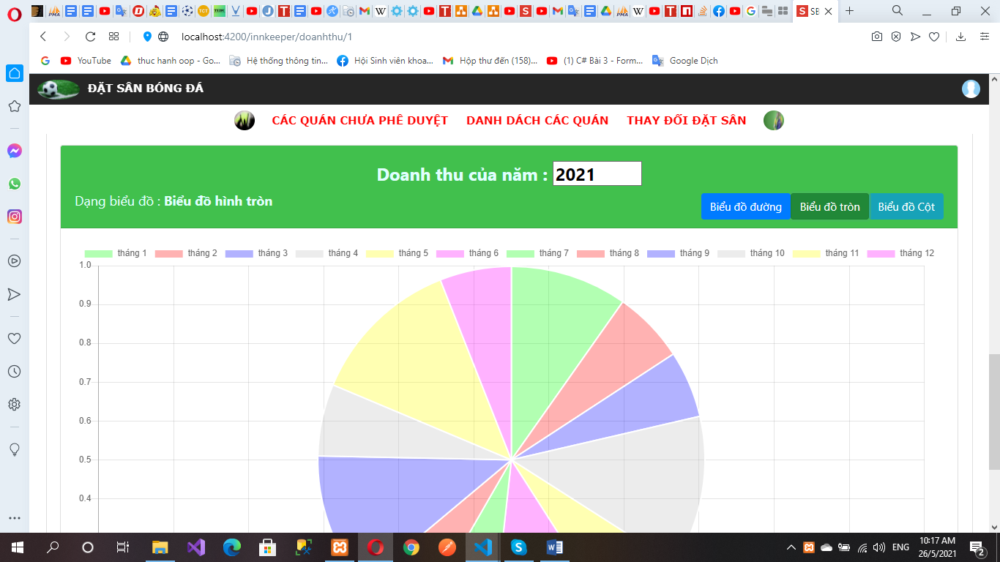 SE
localhost:4200/innkeeper/doanhthu/1
YouTube
thuc hanh oop - Go...
Hệ thống thông tin...
Hội Sinh viên khoa...
Hộp thư đến (158)...
(1) C# Bài 3 - Form...
Google Dịch
ĐẶT SÂN BÓNG ĐÁ
CÁC QUÁN CHƯA PHÊ DUYỆT
DANH DÁCH CÁC QUÁN
THAY ĐỔI ĐẶT SÂN
Doanh thu của năm : 2021
Dạng biểu đồ : Biểu đồ hình tròn
Biểu đồ đường
Biểu đồ tròn
Biểu đồ Cột
tháng 1
tháng 2
tháng 3
tháng 4
tháng 5
tháng 6
tháng 7
tháng 8
tháng 9
tháng 10
tháng 11
tháng 12
1.0
0.9
0.8
0.7
0.6
0.5
0.4
ENG
10:17 AM
26/5/2021
2